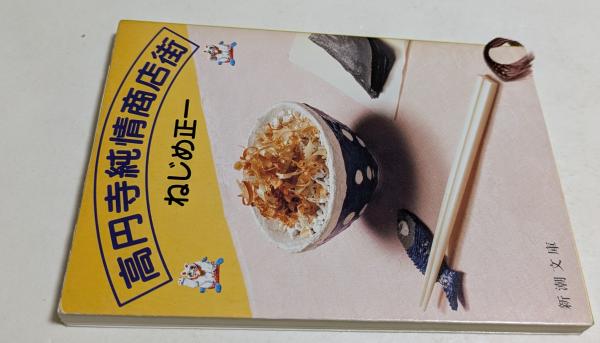 高円寺純情商店街
ねじめ正一
新潮文庫